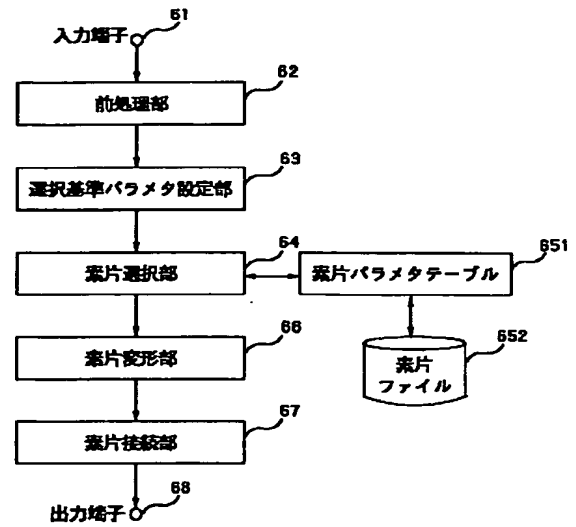 入力端子
61
62
前処理部
63
選択基準パラメタ設定部
64
素片選択部
651
素片パラメタテーブル
66
素片変形部
652
素片
ファイル
67
素片接続部
出力端子
68